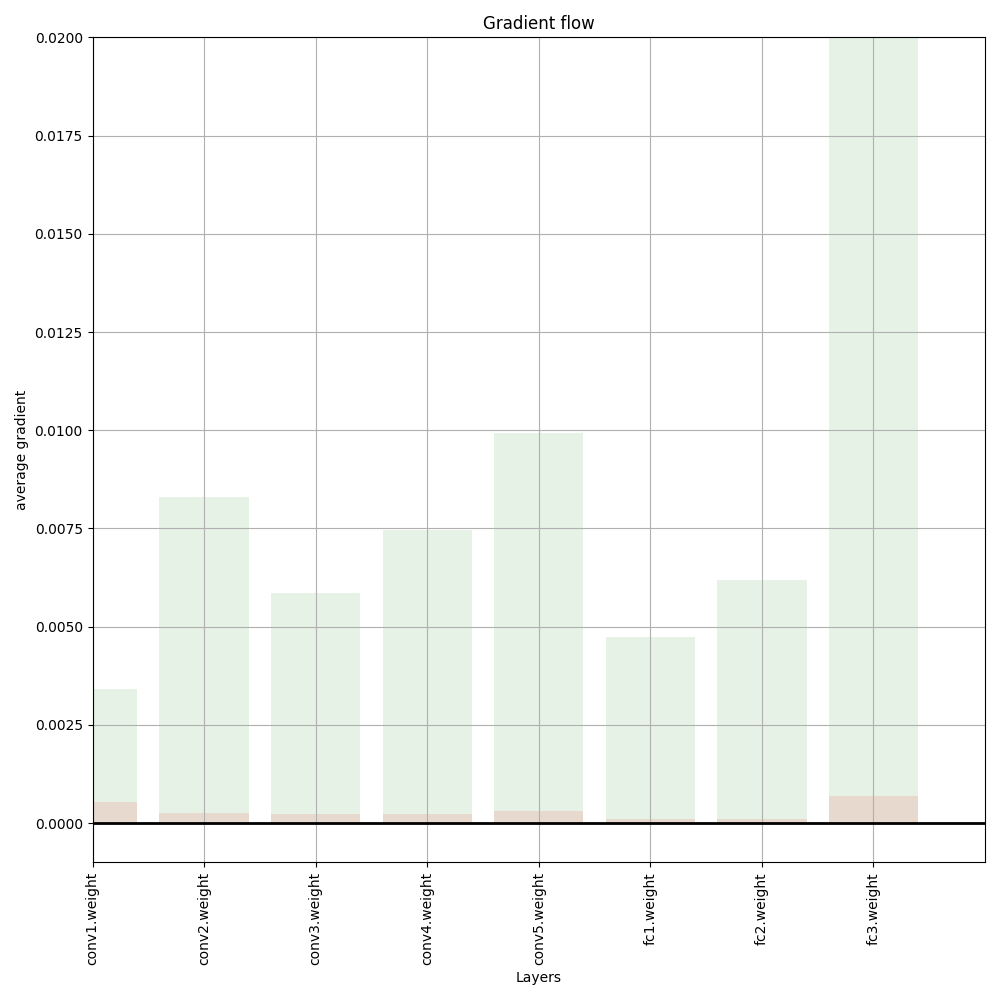 Gradient flow
0.0200
0.0175
0.0150
0.0125
0.0100
0.0075
0.0050
0.0025
0.0000
average gradient
conv1.weight
conv2.weight
conv3.weight
conv4.weight
conv5.weight
fc1.weight
fc2.weight
fc3.weight
Layers